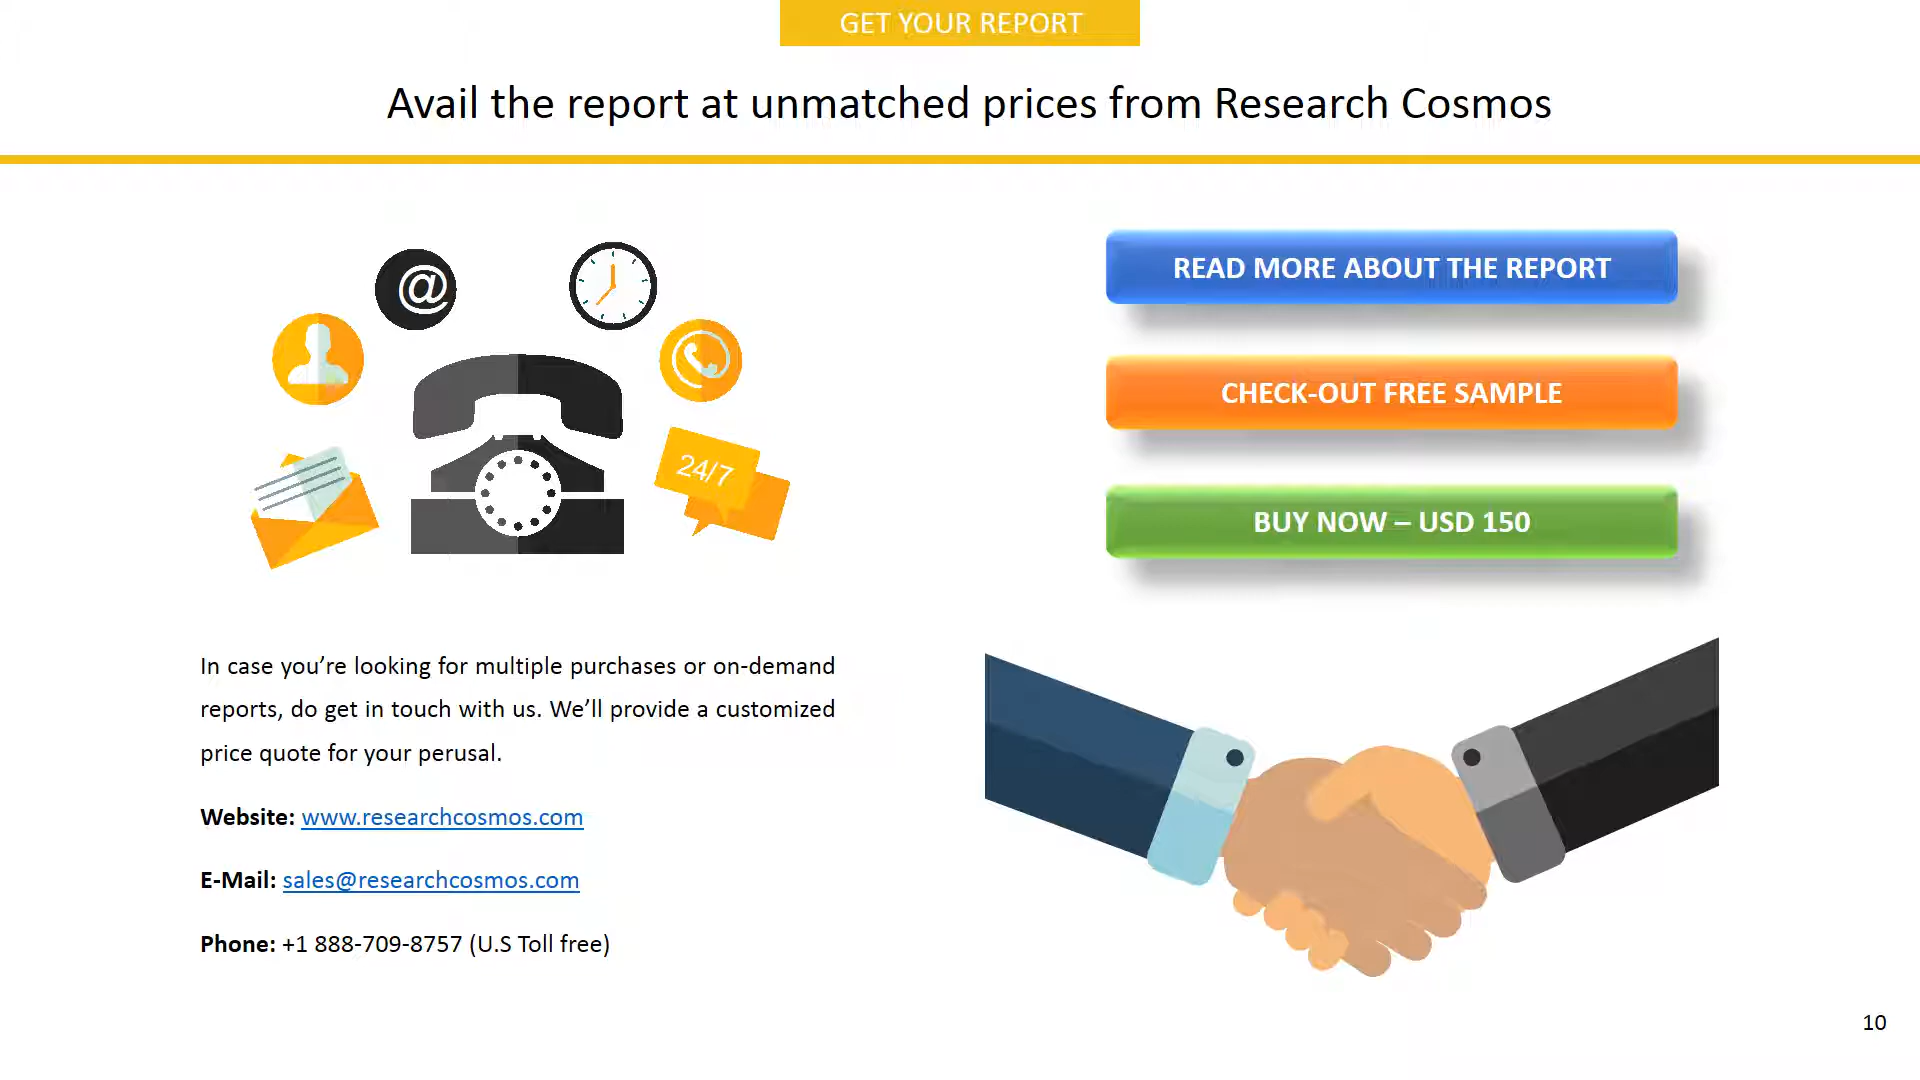 GET YOUR REPORT
Avail the report at unmatched prices from Research Cosmos
@
24/7
READ MORE ABOUT THE REPORT
CHECK-OUT FREE SAMPLE
BUY NOW – USD 150
In case you’re looking for multiple purchases or on-demand
reports, do get in touch with us. We’ll provide a customized
price quote for your perusal.
Website: www.researchcosmos.com
E-Mail: sales@researchcosmos.com
Phone: +1 888-709-8757 (U.S Toll free)
10